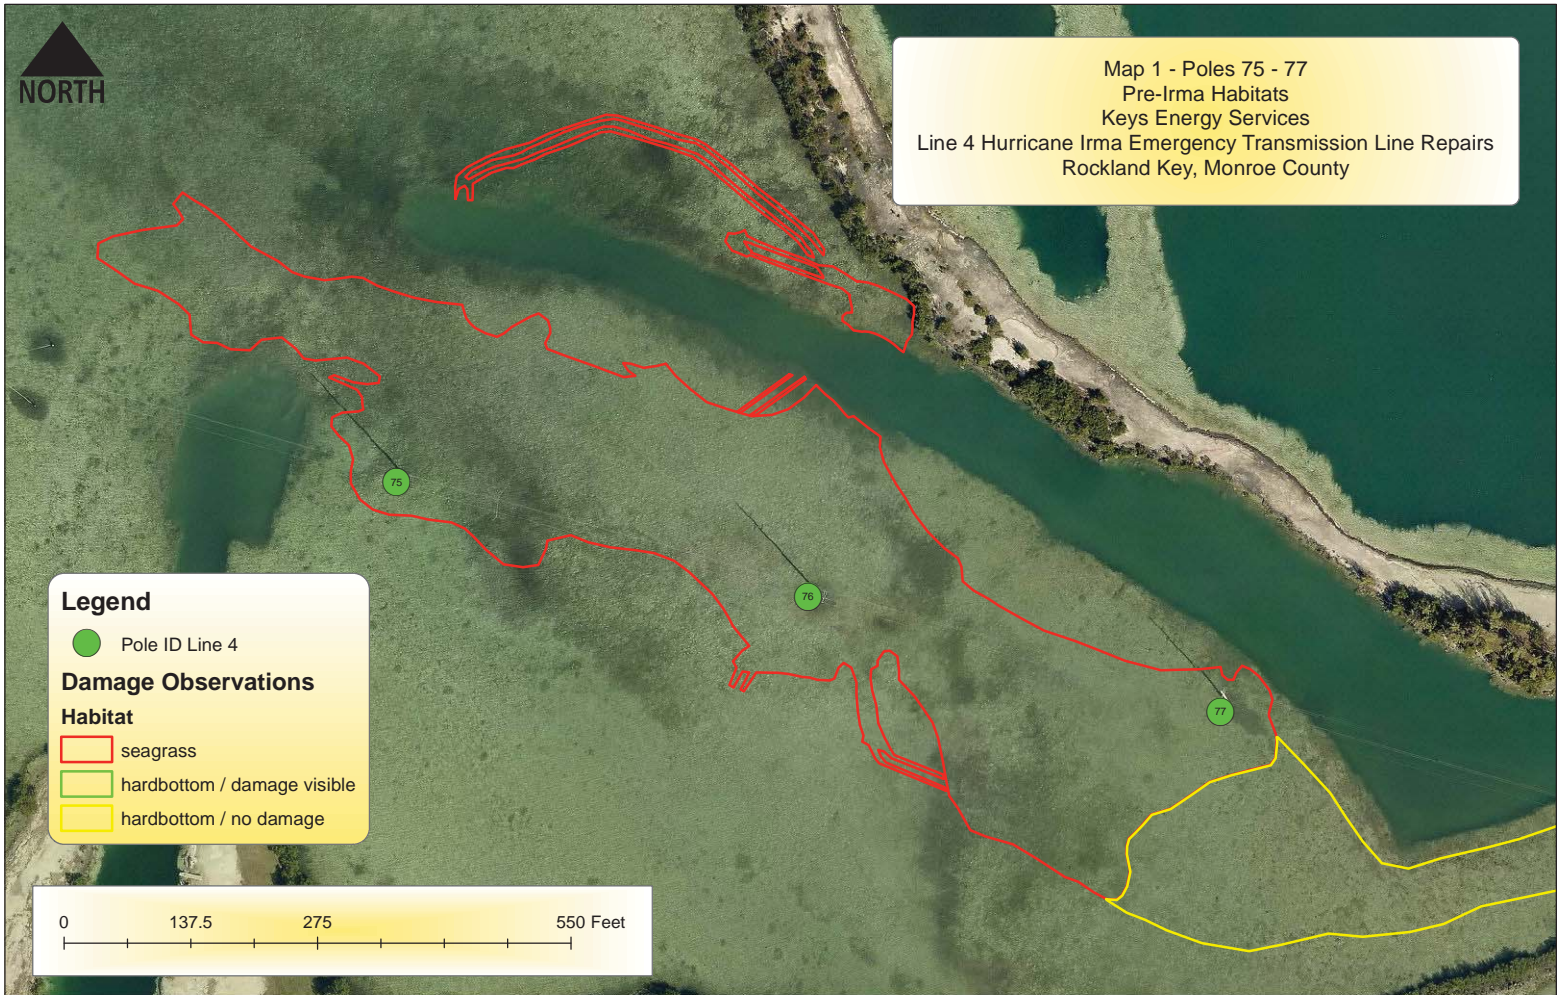 NORTH
Map 1 - Poles 75 - 77
Pre-Irma Habitats
Keys Energy Services
Line 4 Hurricane Irma Emergency Transmission Line Repairs
Rockland Key, Monroe County
75
76
77
Legend
Pole ID Line 4
Damage Observations
Habitat
seagrass
hardbottom / damage visible
hardbottom / no damage
0 137.5 275 550 Feet